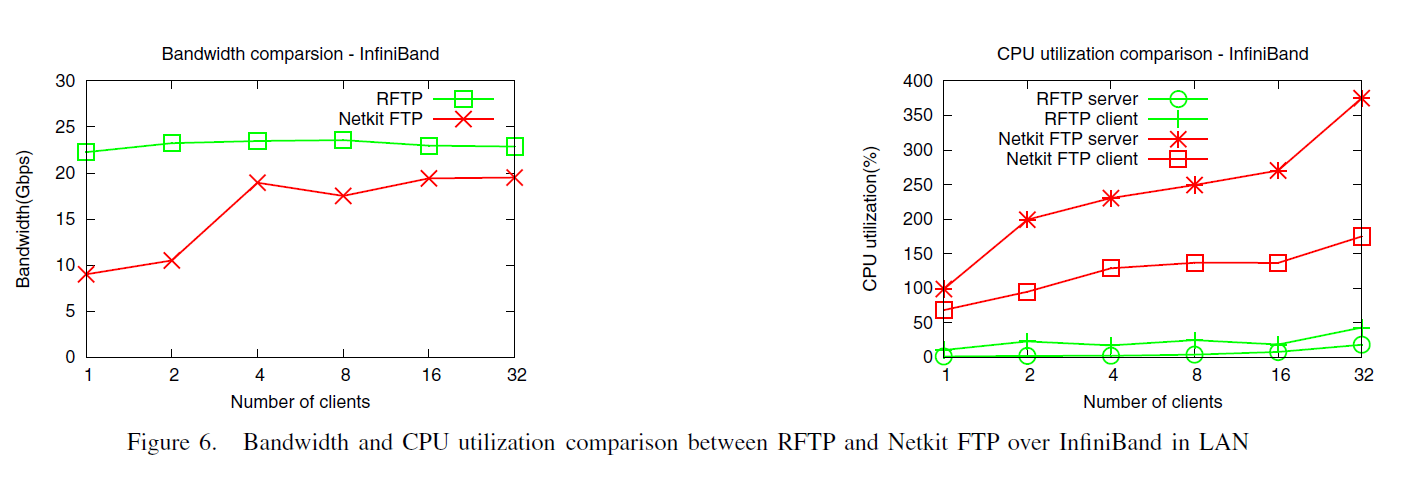 Bandwidth comparsion - InfiniBand
30
25
20
15
10
5
0
Bandwidth(Gbps)
RFTP
Netkit FTP
1 2 4 8 16 32
Number of clients
CPU utilization comparison - InfiniBand
400
350
300
250
200
150
100
50
0
CPU utilization(%)
RFTP server
RFTP client
Netkit FTP server
Netkit FTP client
1 2 4 8 16 32
Number of clients
Figure 6. Bandwidth and CPU utilization comparison between RFTP and Netkit FTP over InfiniBand in LAN